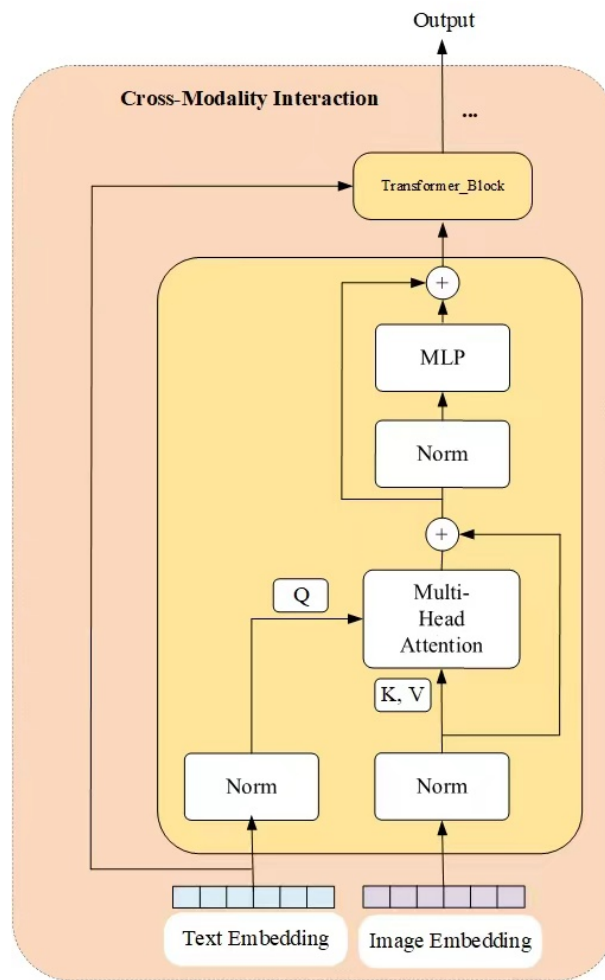 Output
Cross-Modality Interaction
...
Transformer_Block
+
MLP
Norm
+
Q
Multi-
Head
Attention
K, V
Norm
Norm
Text Embedding
Image Embedding